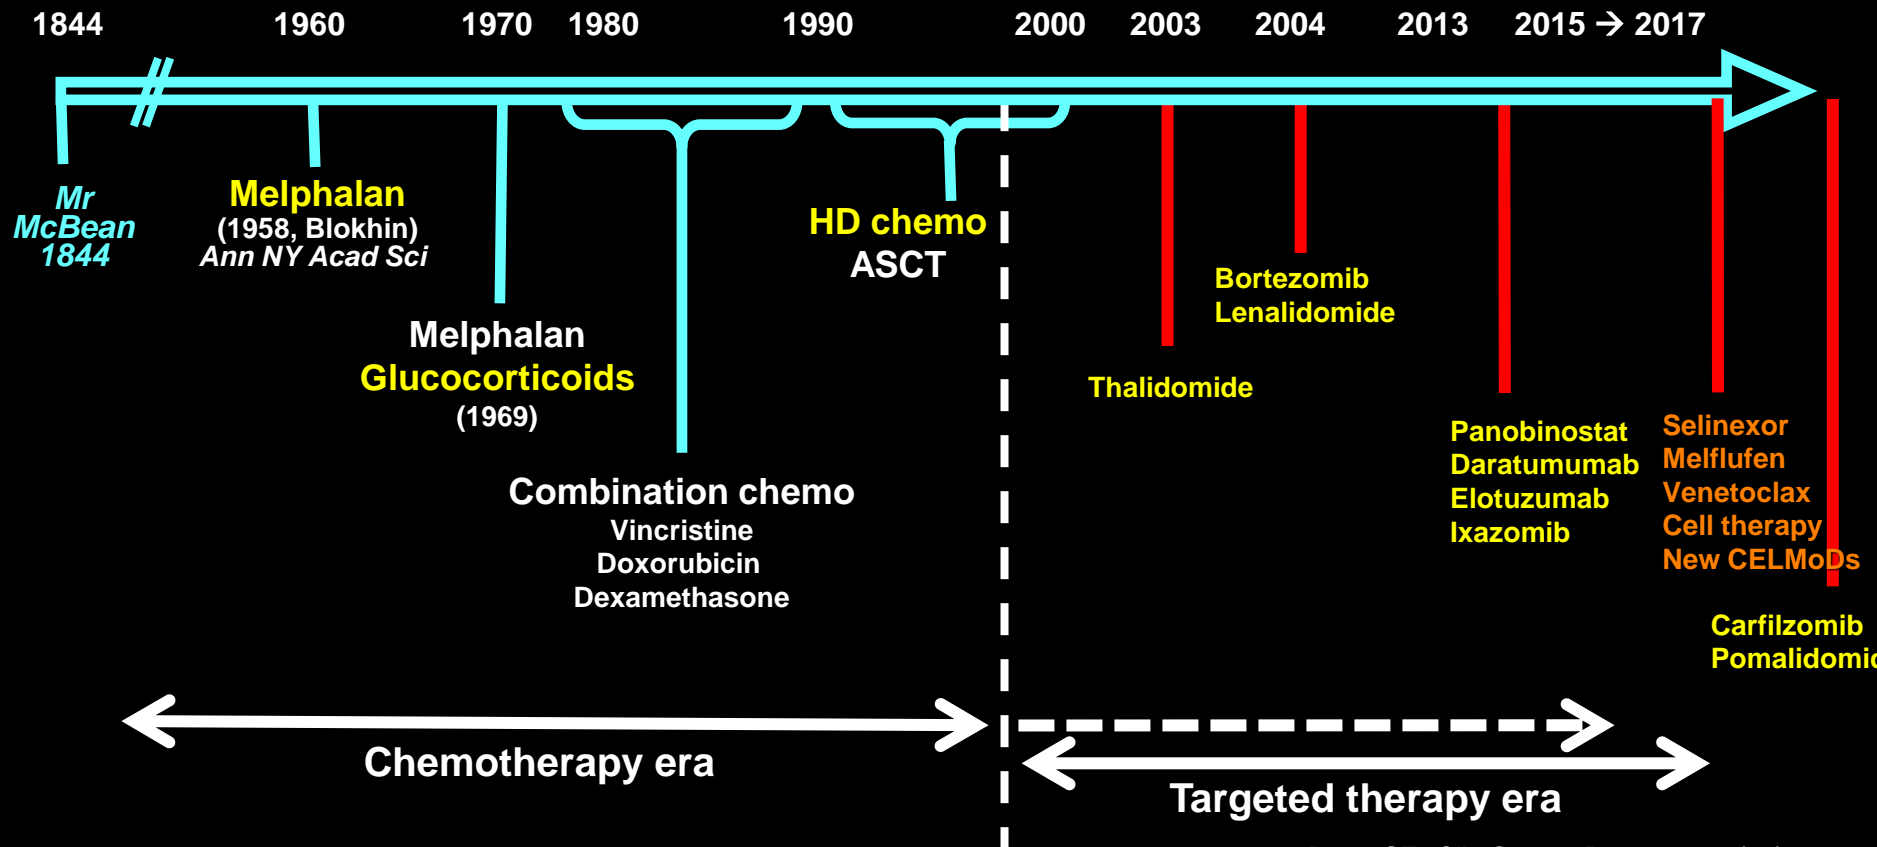 1844 1960 1970 1980 1990 2000 2003 2004 2013 2015 → 2017
Mr
McBean
1844
Melphalan
(1958, Blokhin)
Ann NY Acad Sci
Melphalan
Glucocorticoids
(1969)
Combination chemo
Vincristine
Doxorubicin
Dexamethasone
HD chemo
ASCT
Thalidomide
Bortezomib
Lenalidomide
Panobinostat
Daratumumab
Elotuzumab
Ixazomib
Selinexor
Melflufen
Venetoclax
Cell therapy
New CELMoDs
Carfilzomib
Pomalidomid
Chemotherapy era
Targeted therapy era